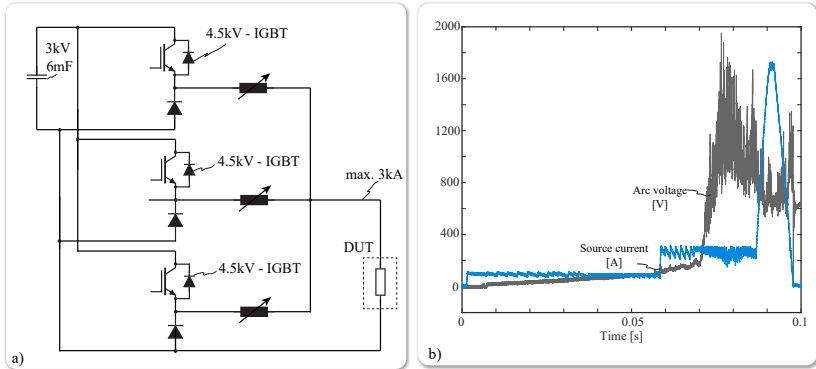 4.5kV - IGBT
3kV
6mF
4.5kV - IGBT
max. 3kA
DUT
4.5kV - IGBT
a)
2000
1600
1200
800
400
0
Arc voltage
[V]
Source current
[A]
0
0.05
0.1
Time [s]
b)